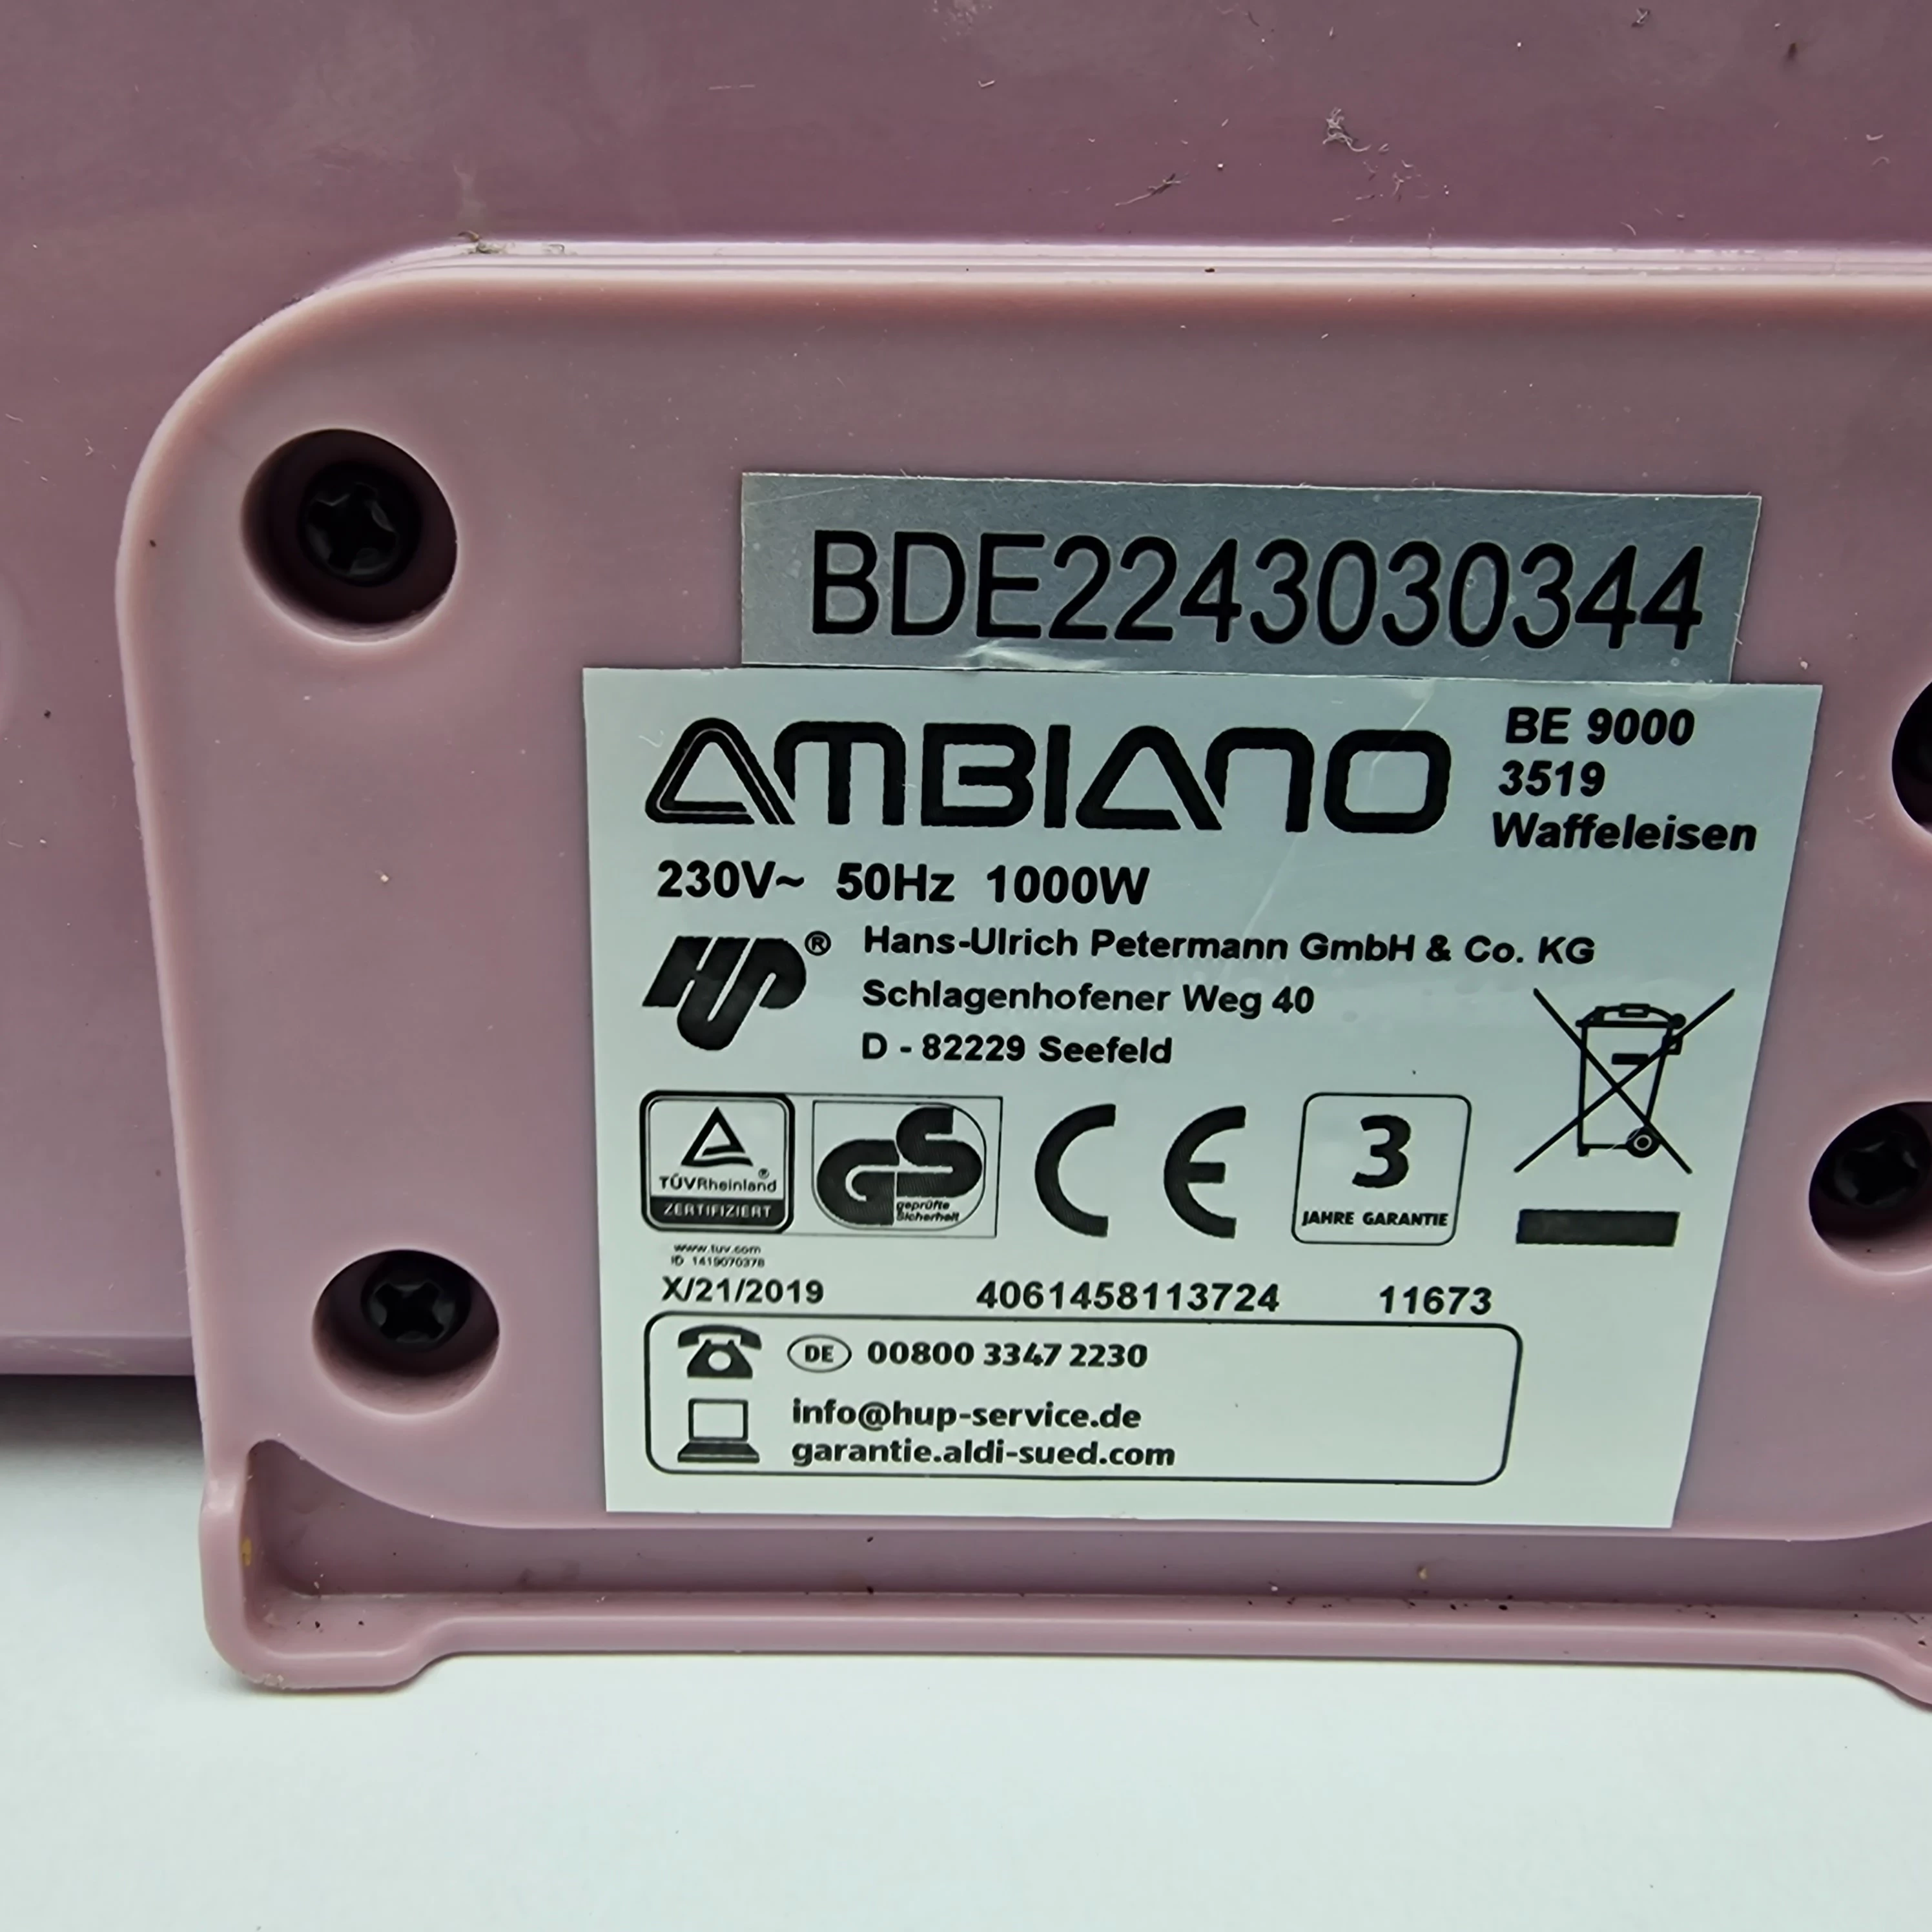 BDE2243030344
AMBIANO
BE 9000
3519
Waffeleisen
230V~ 50Hz 1000W
HUP®
Hans-Ulrich Petermann GmbH & Co. KG
Schlagenhofener Weg 40
D - 82229 Seefeld
TÜVRheinland®
ZERTIFIZIERT
GS
geprüfte
Sicherheit
CE
3
JAHRE GARANTIE
www.tuv.com
ID 1419070378
X/21/2019 4061458113724 11673
DE 00800 3347 2230
info@hup-service.de
garantie.aldi-sued.com